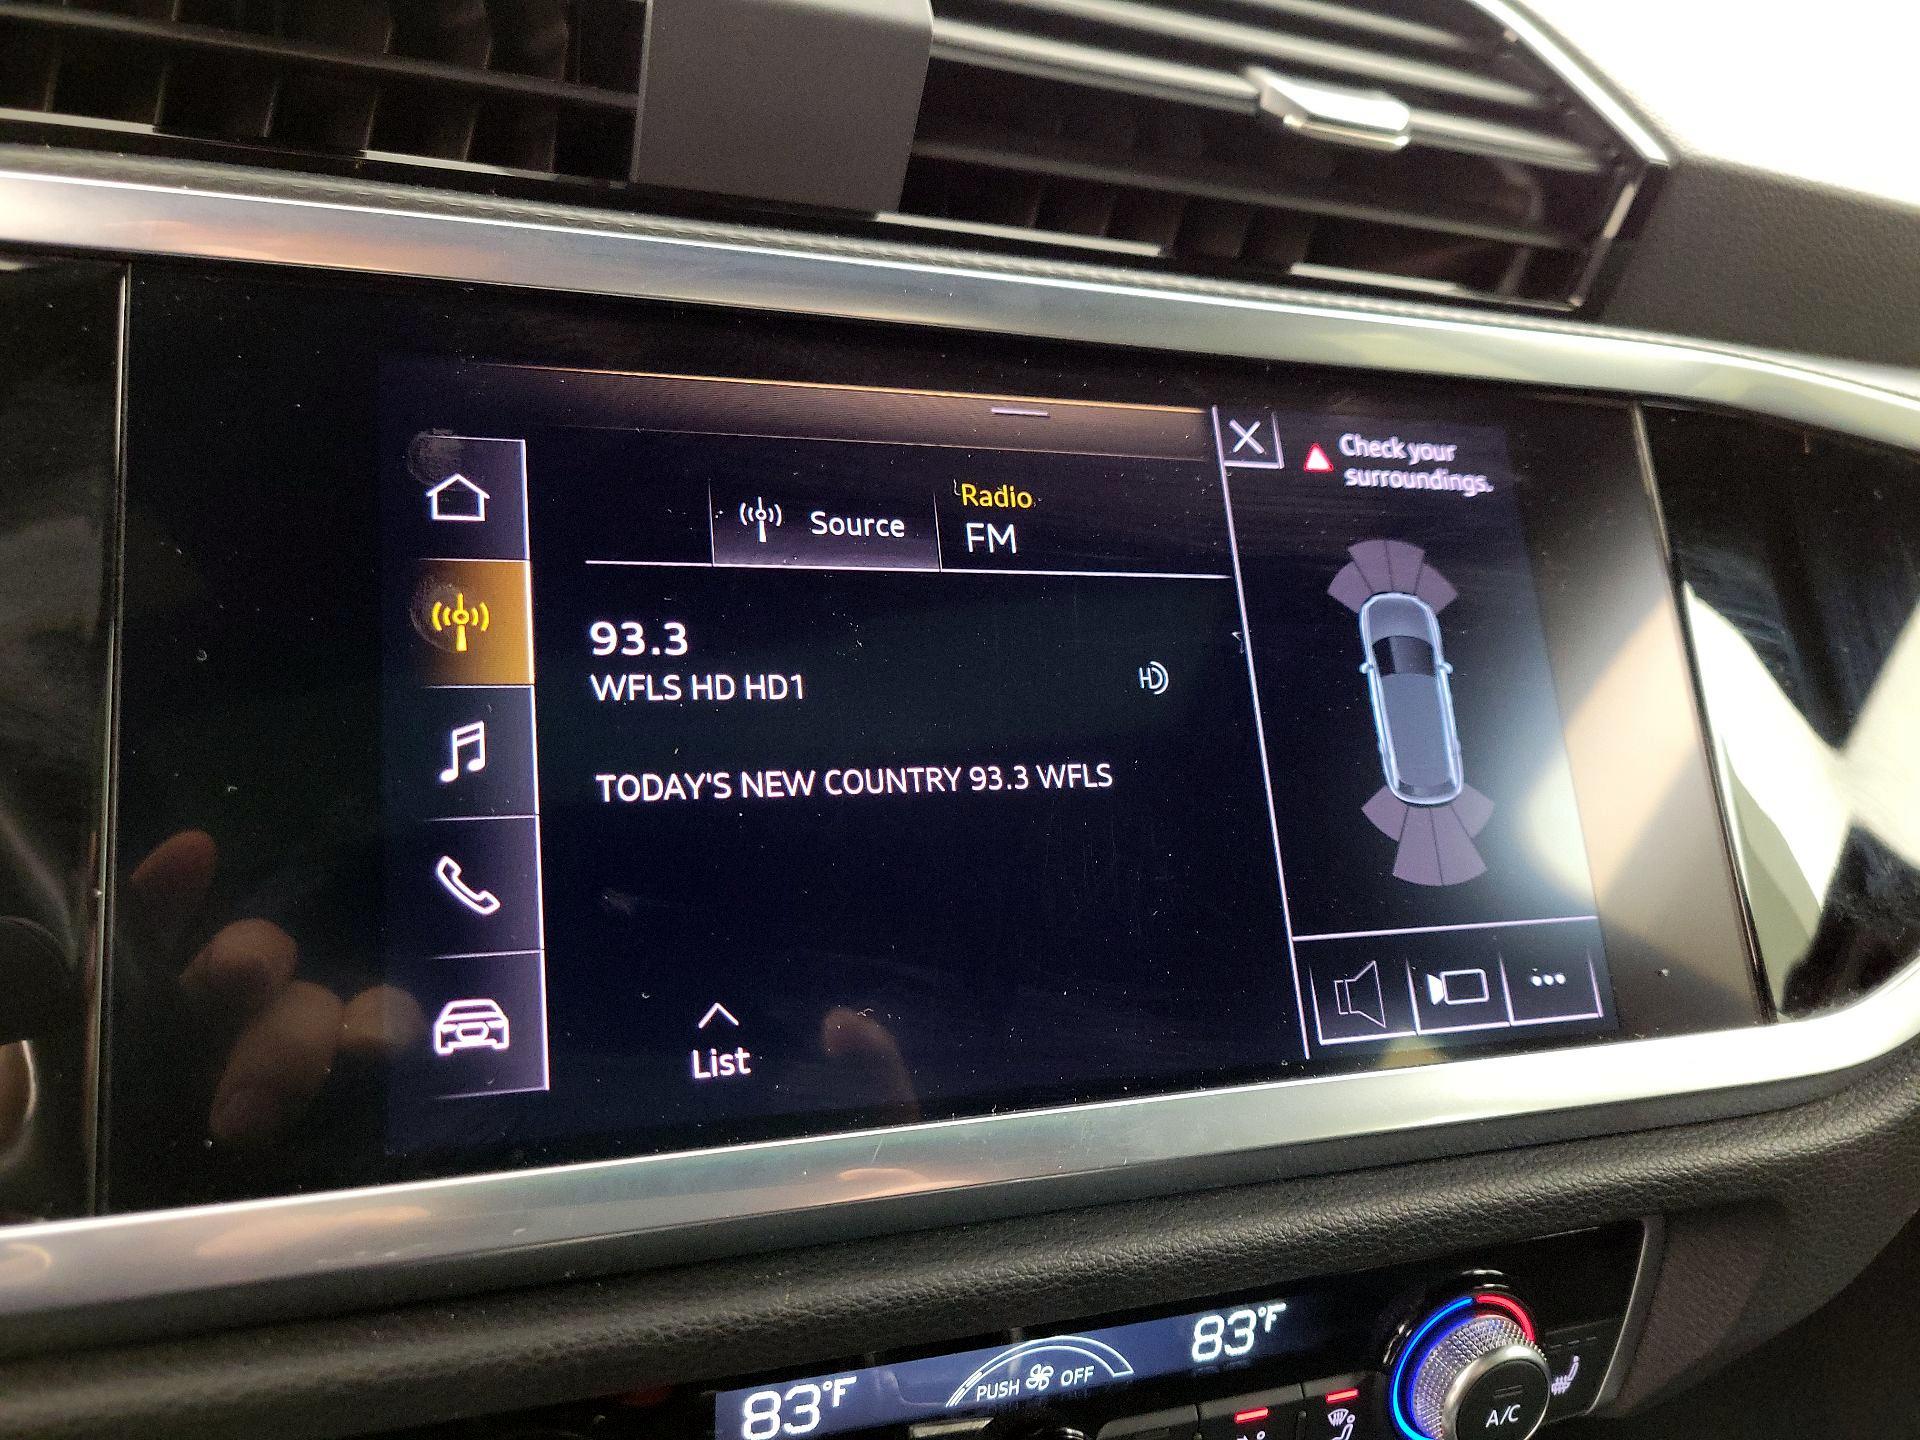 Check your
surroundings.
Source
Radio
FM
93.3
WFLS HD HD1
HD
TODAY'S NEW COUNTRY 93.3 WFLS
List
83°F
PUSH OFF
83°F
A/C